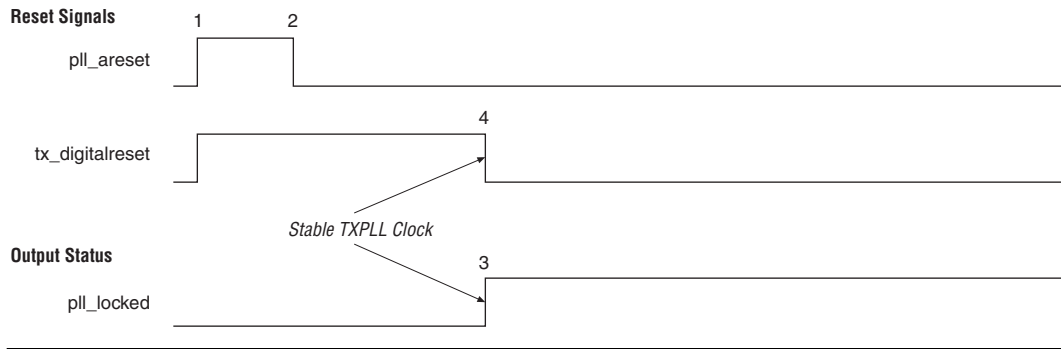 Reset Signals
1 2
pll_areset
4
tx_digitalreset
Stable TXPLL Clock
Output Status
3
pll_locked